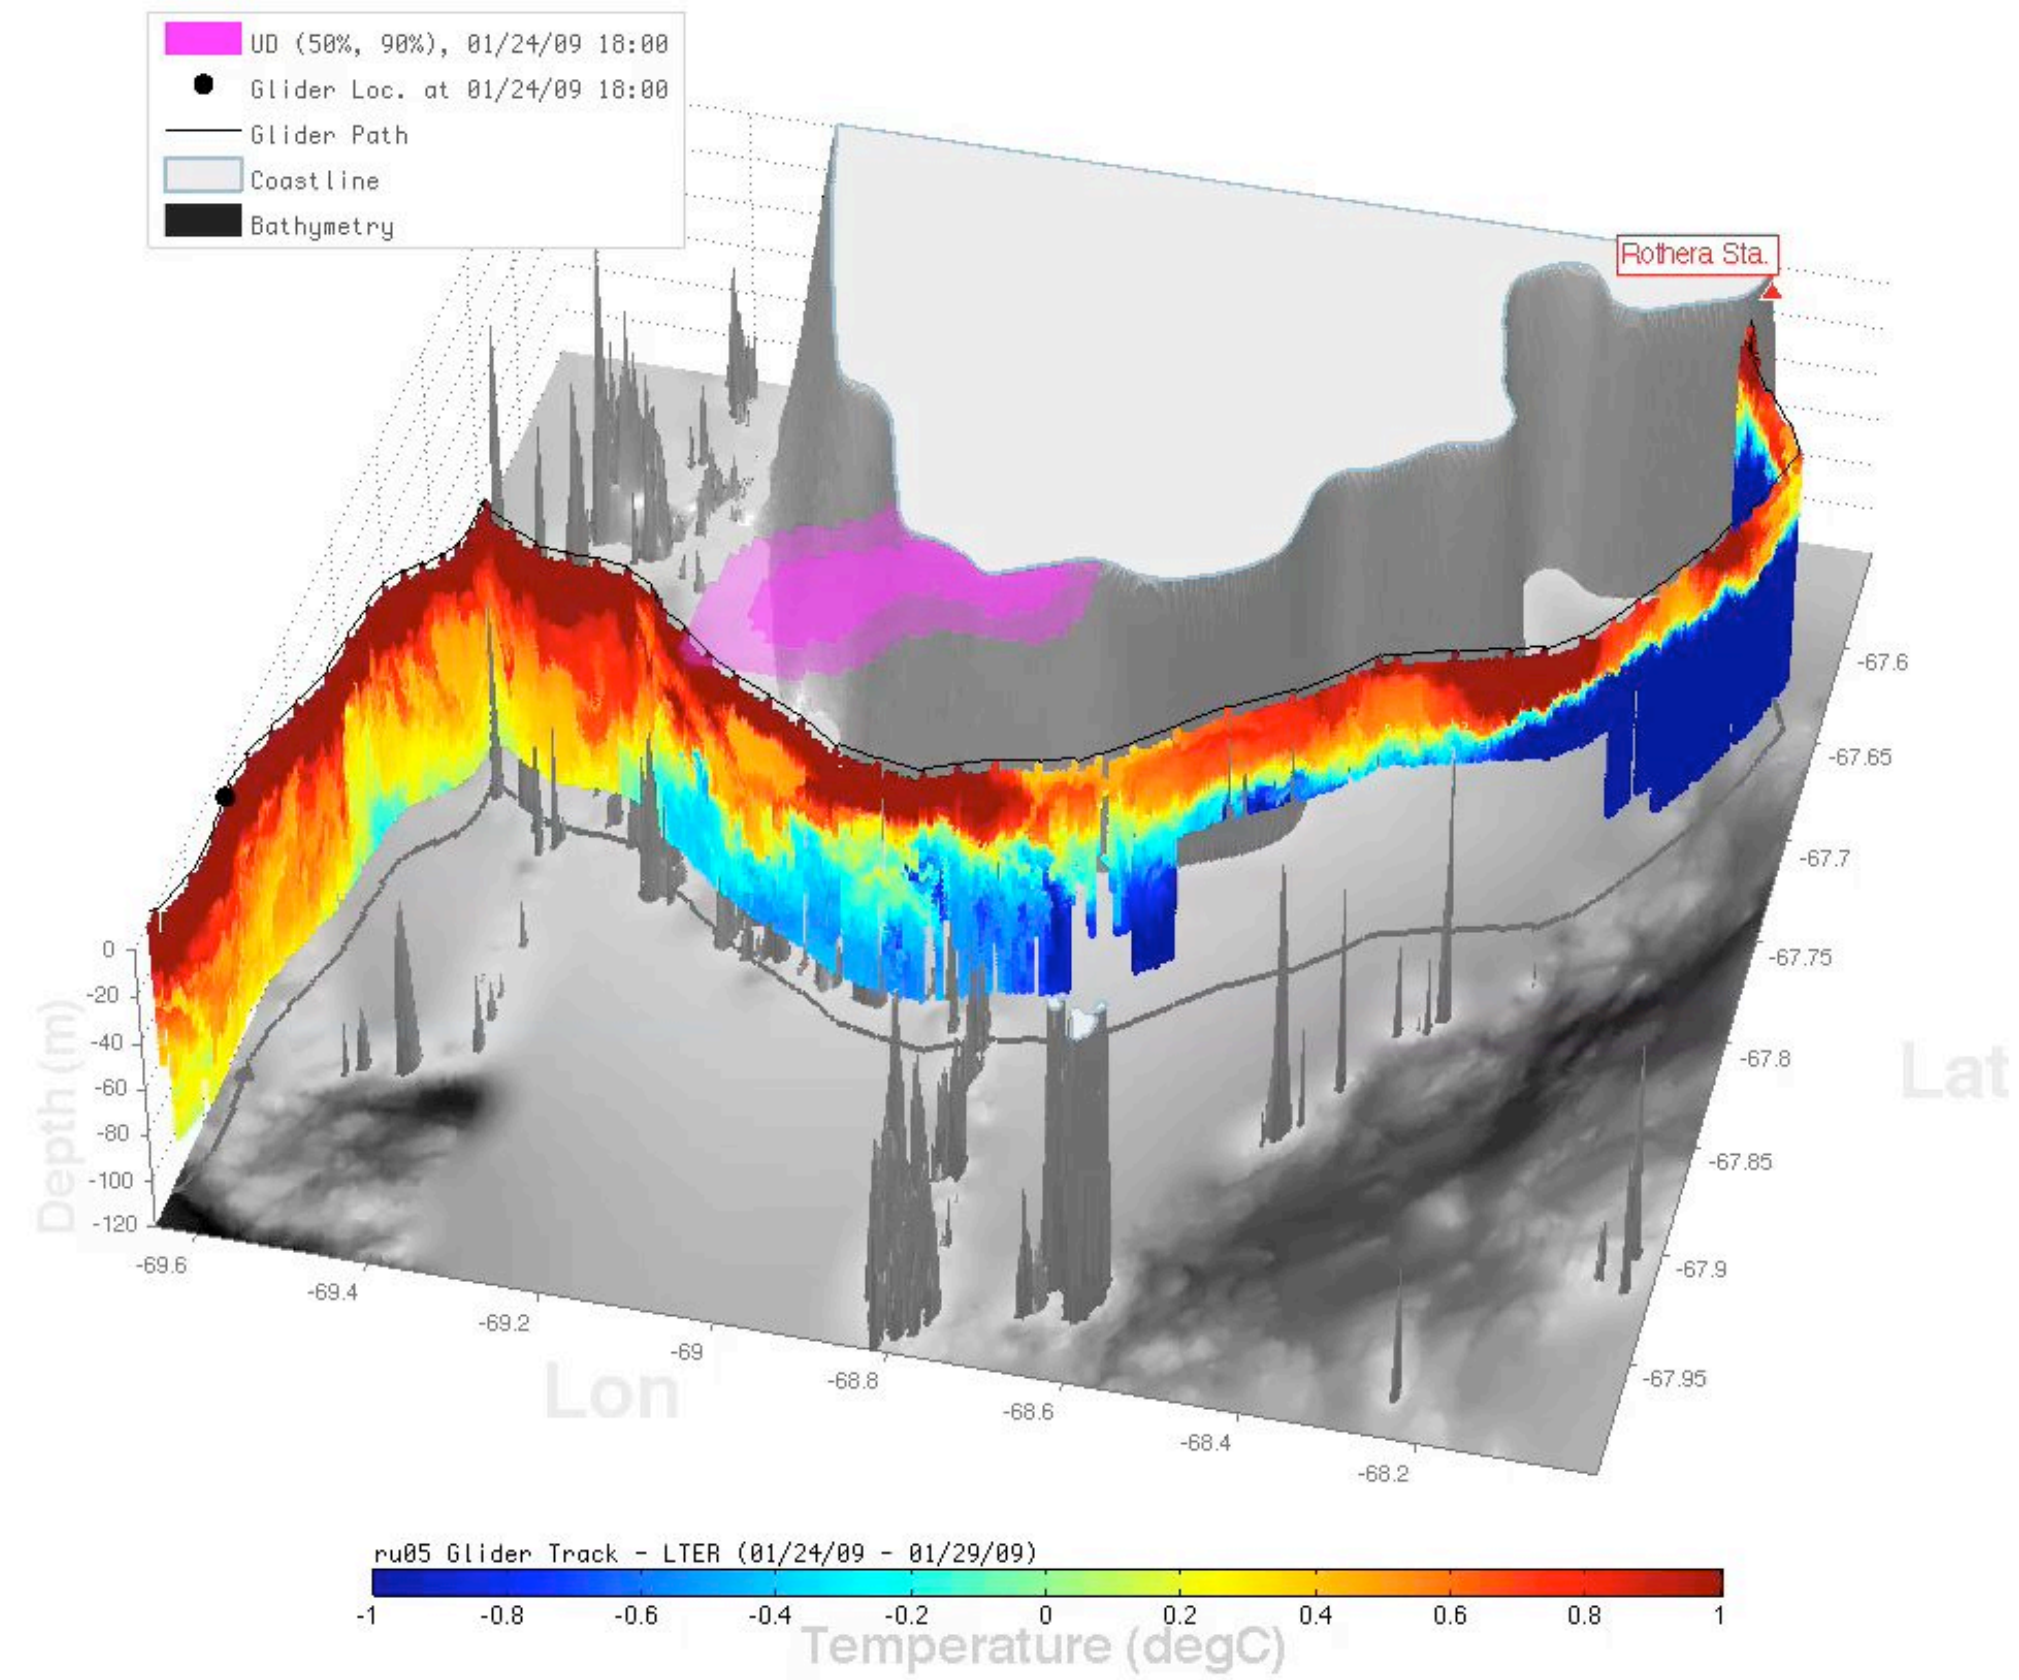 UD (50%, 90%), 01/24/09 18:00
Glider Loc. at 01/24/09 18:00
Glider Path
Coastline
Bathymetry
Rothera Sta.
0
-20
-40
-60
-80
-100
-120
Depth (m)
-69.6
-69.4
-69.2
-69
-68.8
-68.6
-68.4
-68.2
Lon
-67.6
-67.65
-67.7
-67.75
-67.8
-67.85
-67.9
-67.95
Lat
ru05 Glider Track - LTER (01/24/09 - 01/29/09)
-1 -0.8 -0.6 -0.4 -0.2 0 0.2 0.4 0.6 0.8 1
Temperature (degC)